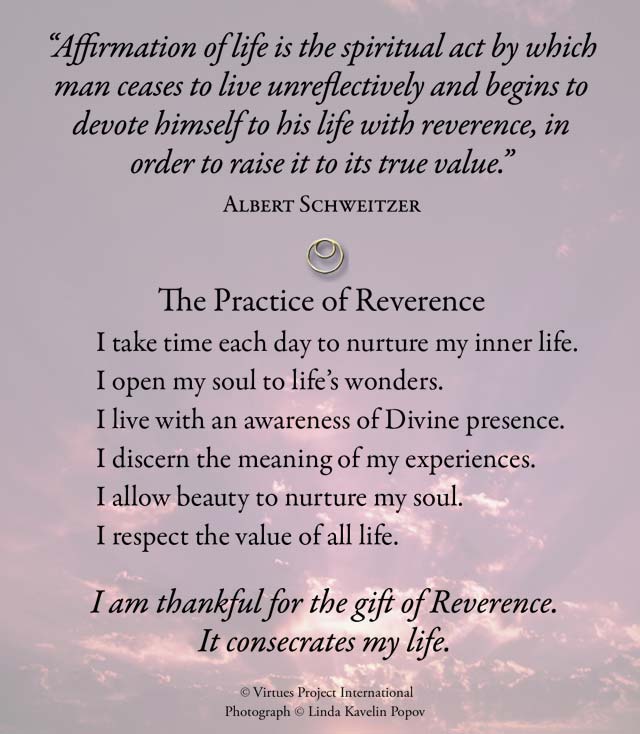 “Affirmation of life is the spiritual act by which
man ceases to live unreflectively and begins to
devote himself to his life with reverence, in
order to raise it to its true value.”
Albert Schweitzer
The Practice of Reverence
I take time each day to nurture my inner life.
I open my soul to life’s wonders.
I live with an awareness of Divine presence.
I discern the meaning of my experiences.
I allow beauty to nurture my soul.
I respect the value of all life.
I am thankful for the gift of Reverence.
It consecrates my life.
© Virtues Project International
Photograph © Linda Kavelin Popov